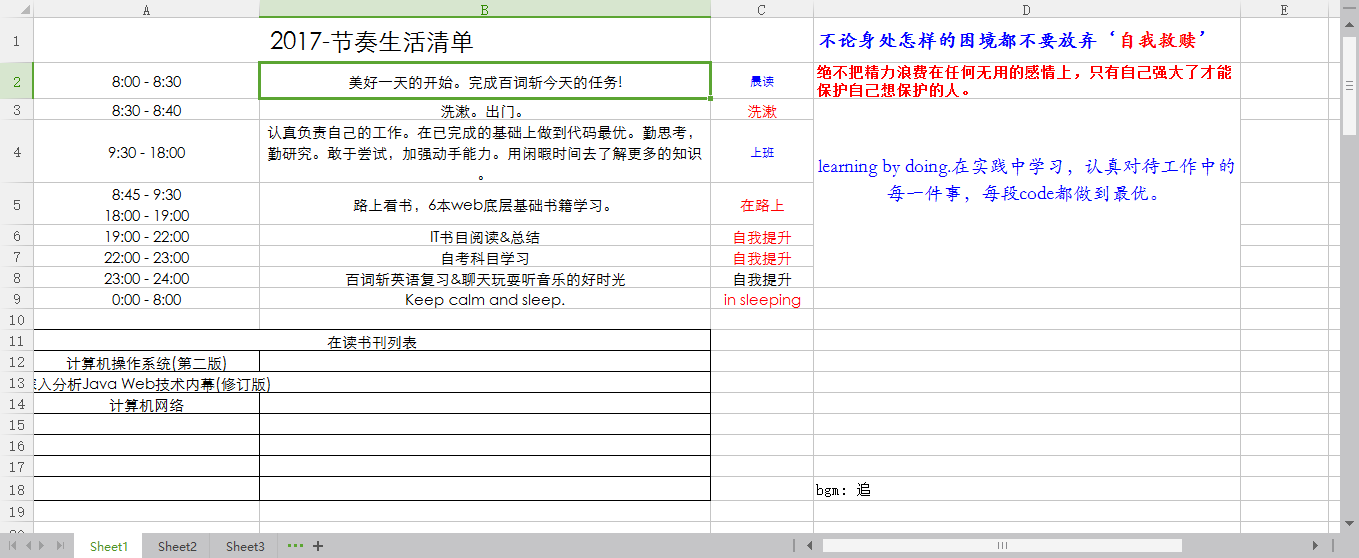 A B C D E
1 2017-节奏生活清单 不论身处怎样的困境都不要放弃‘自我救赎’
2 8:00 - 8:30 美好一天的开始。完成百词斩今天的任务! 晨读 绝不把精力浪费在任何无用的感情上，只有自己强大了才能
保护自己想保护的人。
3 8:30 - 8:40 洗漱。出门。 洗漱
认真负责自己的工作。在已完成的基础上做到代码最优。勤思考，
4 9:30 - 18:00 勤研究。敢于尝试，加强动手能力。用闲暇时间去了解更多的知识 上班
。
learning by doing.在实践中学习，认真对待工作中的
每一件事，每段code都做到最优。
8:45 - 9:30
5 路上看书，6本web底层基础书籍学习。 在路上
18:00 - 19:00
6 19:00 - 22:00 IT书目阅读&总结 自我提升
7 22:00 - 23:00 自考科目学习 自我提升
8 23:00 - 24:00 百词斩英语复习&聊天玩耍听音乐的好时光 自我提升
9 0:00 - 8:00 Keep calm and sleep. in sleeping
10
11 在读书刊列表
12 计算机操作系统(第二版)
13 入分析Java Web技术内幕(修订版)
14 计算机网络
15
16
17
18 bgm: 追
19
Sheet1 Sheet2 Sheet3